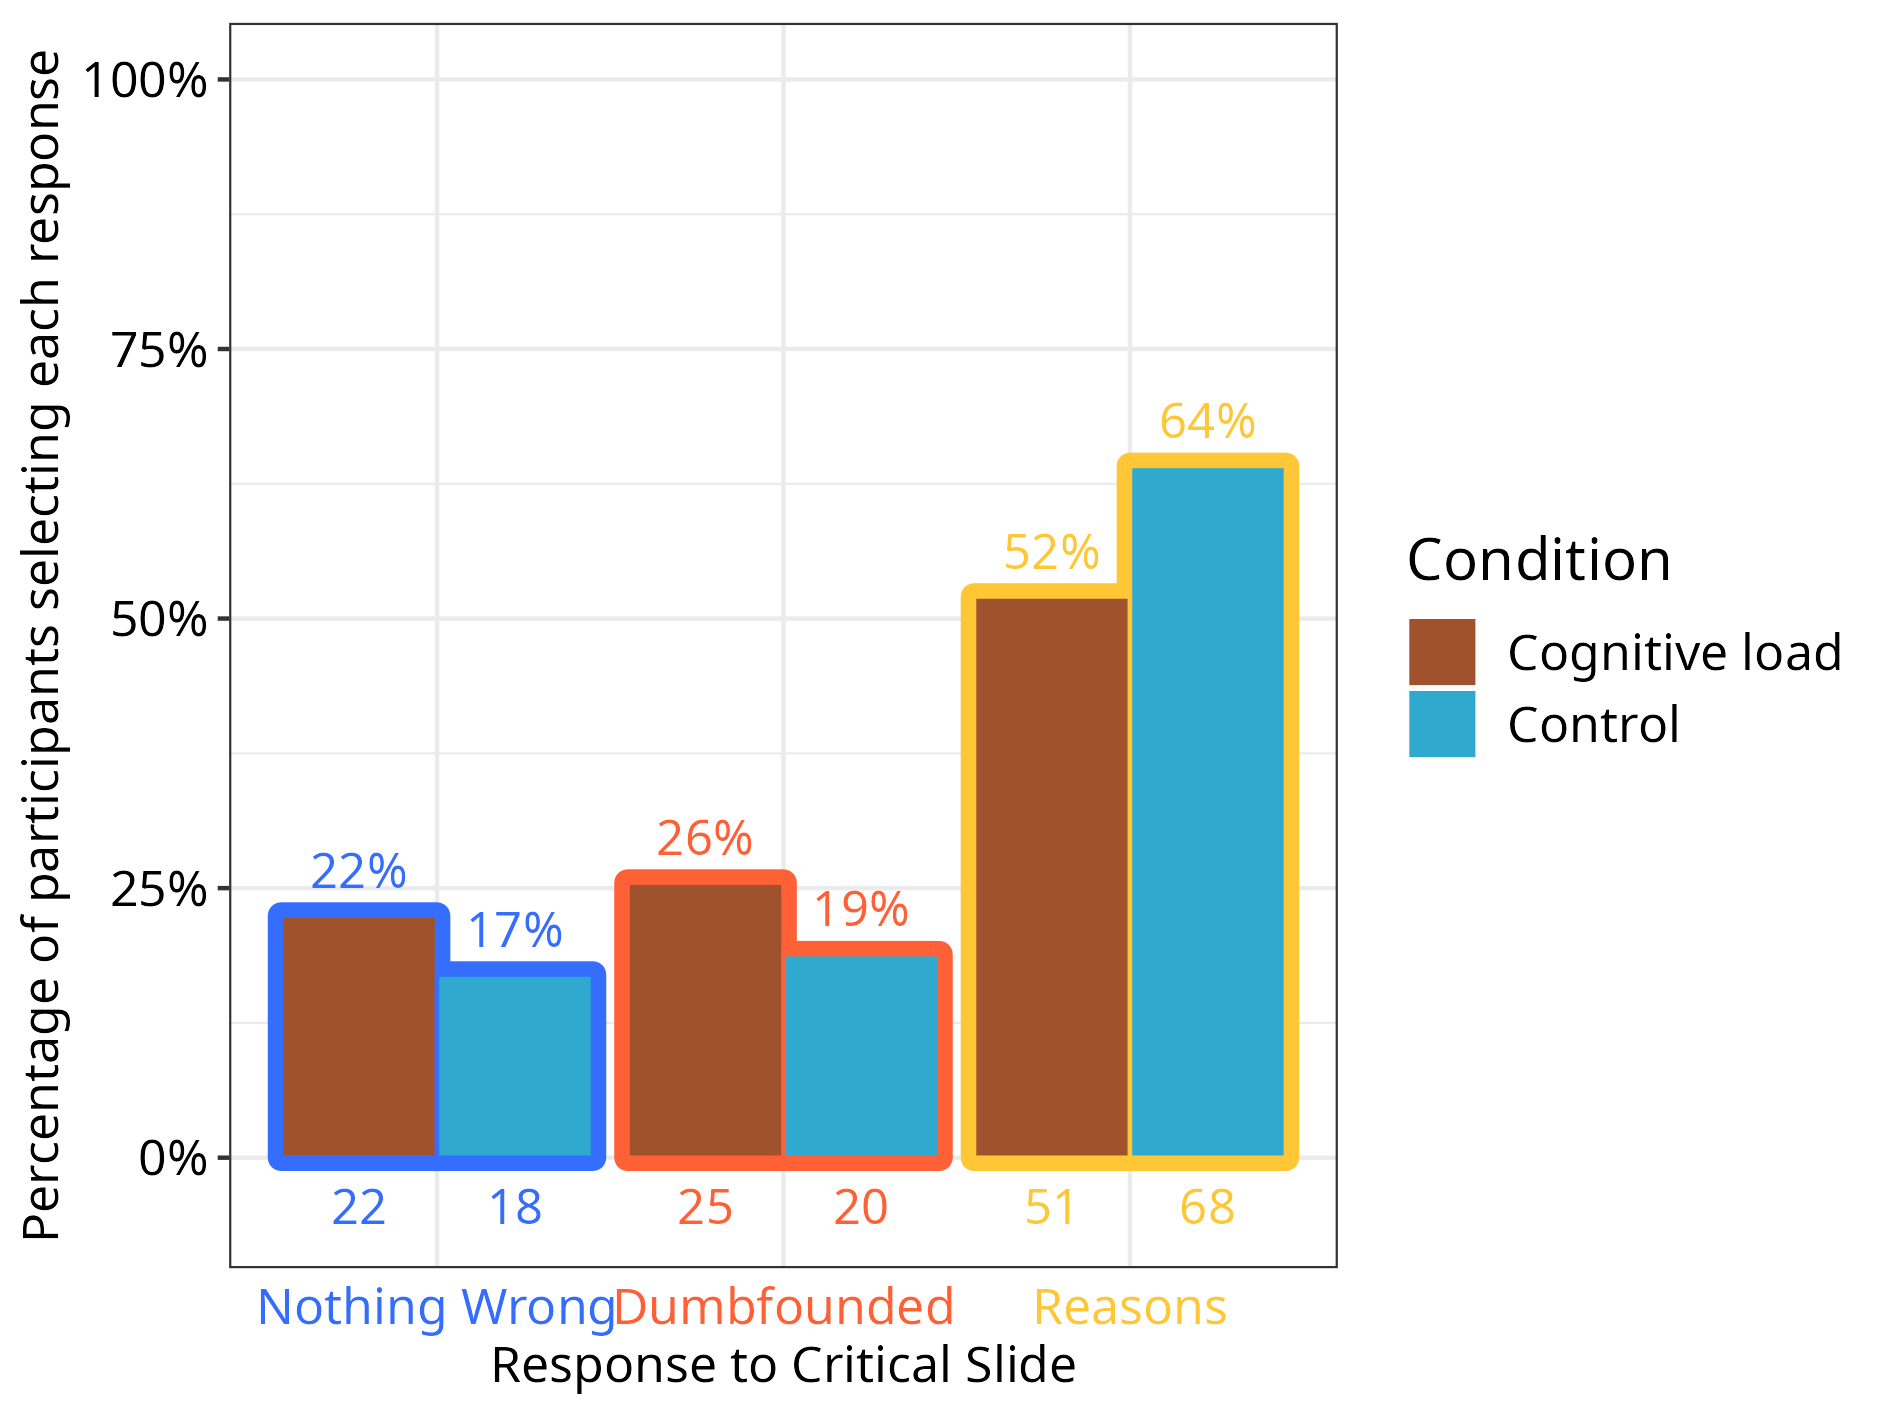 Percentage of participants selecting each response
100%
75%
50%
25%
0%
22%
17%
26%
19%
52%
64%
22
18
25
20
51
68
Nothing Wrong
Dumbfounded
Reasons
Response to Critical Slide
Condition
Cognitive load
Control